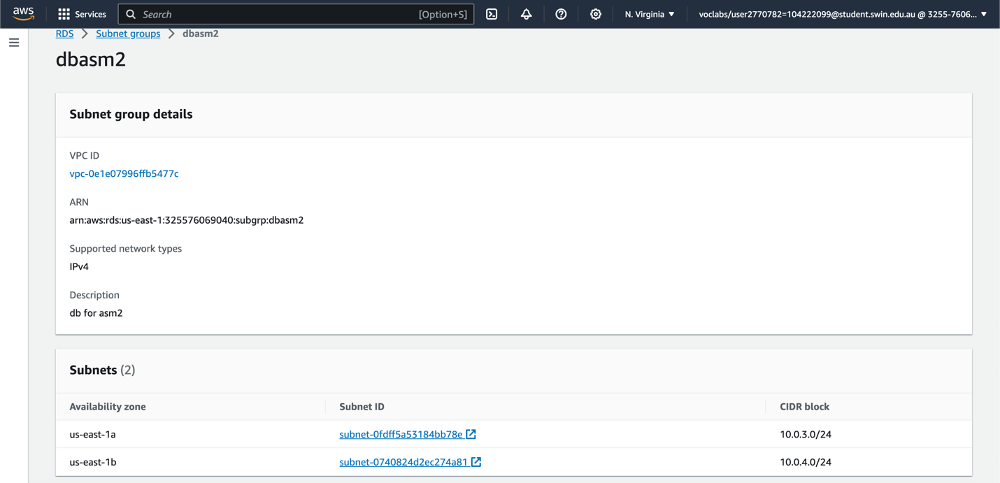 aws Services Search [Option+S] N. Virginia voclabs/user2770782=104222099@student.swin.edu.au @ 3255-7606...
RDS Subnet groups dbasm2
dbasm2
Subnet group details
VPC ID
vpc-0e1e07996ffb5477c
ARN
arn:aws:rds:us-east-1:325576069040:subgrp:dbasm2
Supported network types
IPv4
Description
db for asm2
Subnets (2)
Availability zone Subnet ID CIDR block
us-east-1a subnet-0fdff5a53184bb78e 10.0.3.0/24
us-east-1b subnet-0740824d2ec274a81 10.0.4.0/24